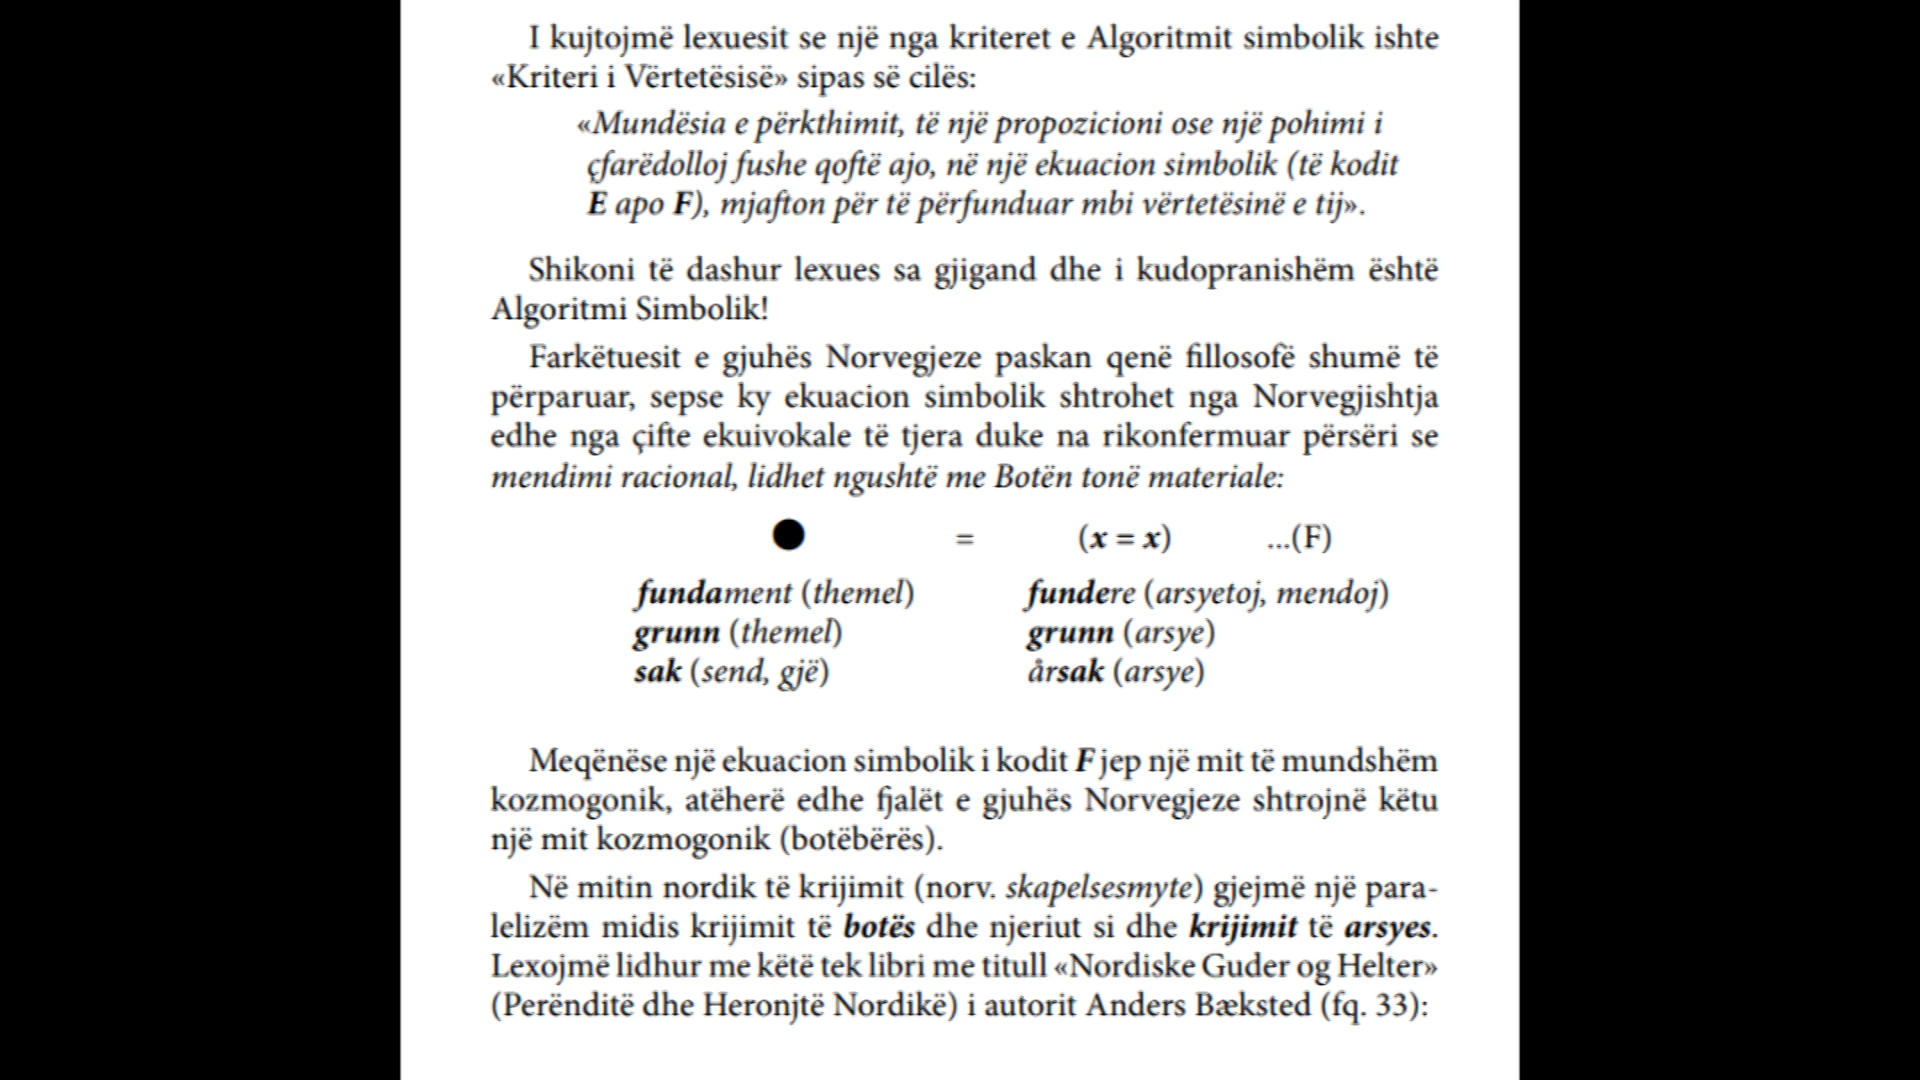 I kujtojmë lexuesit se një nga kriteret e Algoritmit simbolik ishte
«Kriteri i Vërtetësisë» sipas së cilës:
«Mundësia e përkthimit, të një propozicioni ose një pohimi i
çfarëdolloj fushe qoftë ajo, në një ekuacion simbolik (të kodit
E apo F), mjafton për të përfunduar mbi vërtetësinë e tij».
Shikoni të dashur lexues sa gjigand dhe i kudopranishëm është
Algoritmi Simbolik!
Farkëtuesit e gjuhës Norvegjeze paskan qenë fillosofë shumë të
përparuar, sepse ky ekuacion simbolik shtrohet nga Norvegjishtja
edhe nga çifte ekuivokale të tjera duke na rikonfermuar përsëri se
mendimi racional, lidhet ngushtë me Botën tonë materiale:
● = (x = x) ...(F)
fundament (themel) fundere (arsyetoj, mendoj)
grunn (themel) grunn (arsye)
sak (send, gjë) årsak (arsye)
Meqënëse një ekuacion simbolik i kodit F jep një mit të mundshëm
kozmogonik, atëherë edhe fjalët e gjuhës Norvegjeze shtrojnë këtu
një mit kozmogonik (botëbërës).
Në mitin nordik të krijimit (norv. skapelsesmyte) gjejmë një para-
lelizëm midis krijimit të botës dhe njeriut si dhe krijimit të arsyes.
Lexojmë lidhur me këtë tek libri me titull «Nordiske Guder og Helter»
(Perënditë dhe Heronjtë Nordikë) i autorit Anders Bæksted (fq. 33):